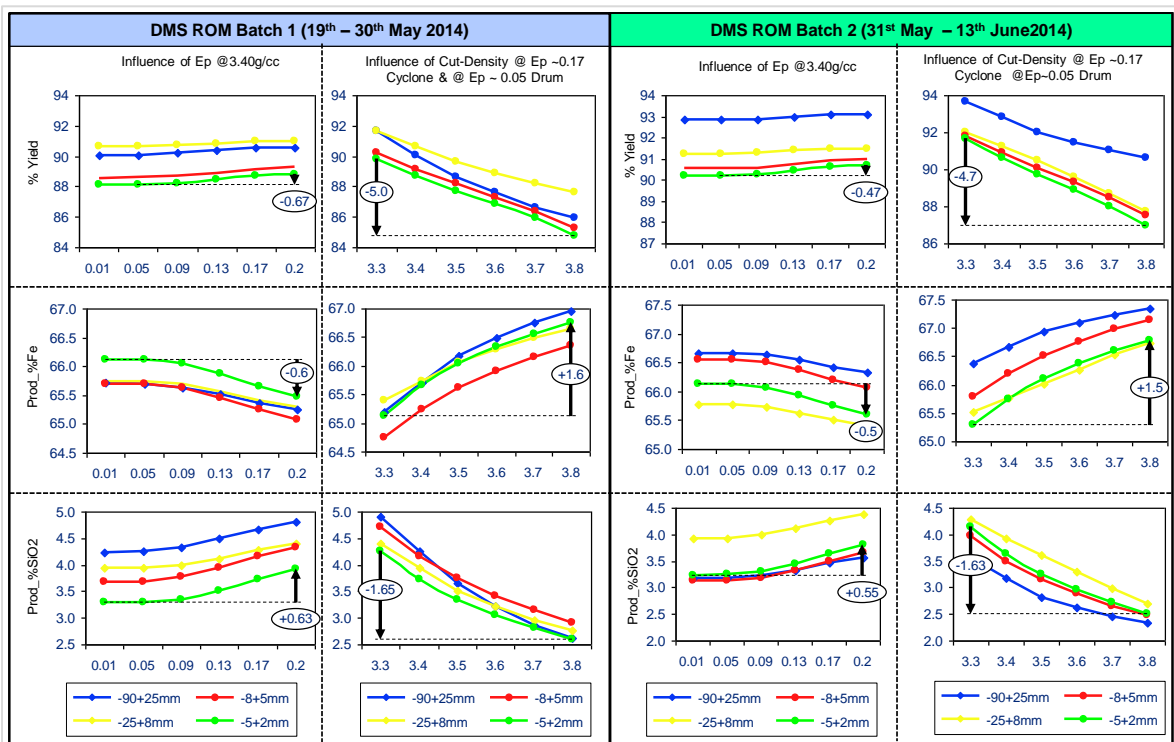 DMS ROM Batch 1 (19th – 30th May 2014)
DMS ROM Batch 2 (31st May – 13th June2014)
Influence of Ep @3.40g/cc
Influence of Cut-Density @ Ep ~0.17
Cyclone & @ Ep ~ 0.05 Drum
Influence of Ep @3.40g/cc
Influence of Cut-Density @ Ep ~0.17
Cyclone @Ep~0.05 Drum
% Yield
94
92
90
88
86
84
-0.67
0.01 0.05 0.09 0.13 0.17 0.2
94
92
90
88
86
84
-5.0
3.3 3.4 3.5 3.6 3.7 3.8
% Yield
94
93
92
91
90
89
88
87
-0.47
0.01 0.05 0.09 0.13 0.17 0.2
94
92
90
88
86
-4.7
3.3 3.4 3.5 3.6 3.7 3.8
Prod_%Fe
67.0
66.5
66.0
65.5
65.0
64.5
-0.6
0.01 0.05 0.09 0.13 0.17 0.2
67.0
66.5
66.0
65.5
65.0
64.5
+1.6
3.3 3.4 3.5 3.6 3.7 3.8
Prod_%Fe
67.5
67.0
66.5
66.0
65.5
65.0
-0.5
0.01 0.05 0.09 0.13 0.17 0.2
67.5
67.0
66.5
66.0
65.5
65.0
+1.5
3.3 3.4 3.5 3.6 3.7 3.8
Prod_%SiO2
5.0
4.5
4.0
3.5
3.0
2.5
+0.63
0.01 0.05 0.09 0.13 0.17 0.2
5.0
4.5
4.0
3.5
3.0
2.5
-1.65
3.3 3.4 3.5 3.6 3.7 3.8
Prod_%SiO2
4.5
4.0
3.5
3.0
2.5
2.0
+0.55
0.01 0.05 0.09 0.13 0.17 0.2
4.5
4.0
3.5
3.0
2.5
2.0
-1.63
3.3 3.4 3.5 3.6 3.7 3.8
-90+25mm -8+5mm
-25+8mm -5+2mm
-90+25mm -8+5mm
-25+8mm -5+2mm
-90+25mm -8+5mm
-25+8mm -5+2mm
-90+25mm -8+5mm
-25+8mm -5+2mm